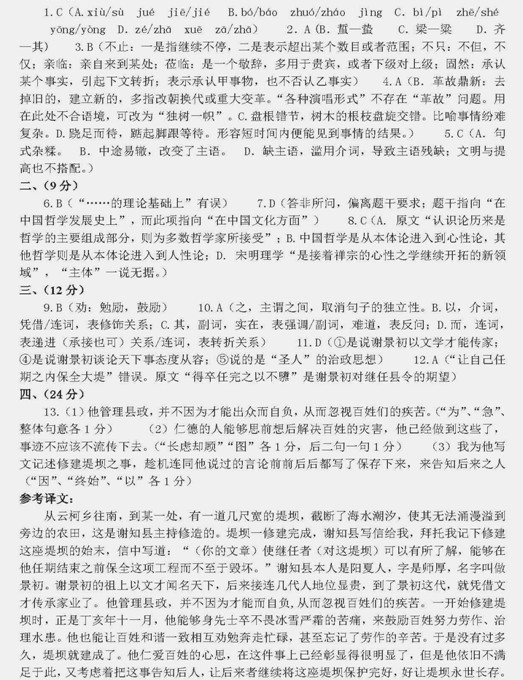 1.C（A.xiù/sù　jué　jiē/jiě　B.bó/báo　zhuó/zháo　jìng　C．bì/pì　zhē/shé
yōng/yòng　D．zé/zhā　xuē　zǎ/zhā）　2．A（B．蜇—蛰　C．梁—粱　D．齐
—其）　3.B（不止：一是指继续不停，二是表示超出某个数目或者范围；不只：不但，不
仅；亲临：亲自来到某处；莅临：是一个敬辞，多用于贵宾，或者下级对上级；固然：承认
某个事实，引起下文转折；表示承认甲事物，也不否认乙事实）　4.A（B．革故鼎新：去
掉旧的，建立新的，多指改朝换代或重大变革。“各种演唱形式”不存在“革故”问题。用
在此处不合语境，可改为“独树一帜”。C.盘根错节，树木的根枝盘旋交错。比喻事情纷难
复杂。D.跷足而待，踮起脚跟等待。形容短时间内便能见到事情的结果。）　5.C（A．句
式杂糅。　B．中途易辙，改变了主语。　D．缺主语，滥用介词，导致主语残缺；文明与提
高也不搭配。）
二、（9 分）
6.B（“……的理论基础上”有误）　7.D（答非所问，偏离题干要求；题干指向“在
中国哲学发展史上”，而此项指向“在中国文化方面”）　8.C（A．原文“认识论历来是
哲学的主要组成部分，则为多数哲学家所接受”；B.中国哲学是从本体论进入到心性论，其
他哲学则是从本体论进入到人性论；D．宋明理学“是接着禅宗的心性之学继续开拓的新领
域”，“主体”一说无据。）
三、（12 分）
9.B（劝：勉励，鼓励）　10.A（之，主谓之间，取消句子的独立性。B.以，介词，
凭借/连词，表修饰关系；C.其，副词，实在，表强调/副词，难道，表反问；D.而，连词，
表递进（承接也可）关系/连词，表转折关系）　11.D（①是说谢景初以文学才能传家；
④是说谢景初谈论天下事态度从容；⑤说的是“圣人”的治政思想）　12.A（“让自己任
期之内保全大堤”错误。原文“得卒任完之以不隳”是谢景初对继任县令的期望）
四、（24 分）
13.（1）他管理县政，并不因为才能出众而自负，从而忽视百姓们的疾苦。（“为”、“急”、
整体句意各 1 分）　（2）仁德的人能够思前想后解决百姓的灾害，他已经做到这些了，
事迹不应该不流传下去。（“长虑却顾”“图”各 1 分，后二句一句 1 分）　（3）我为他写
文记述修建堤坝之事，趁机连同他说过的言论前前后后都写了保存下来，来告知后来之人
（“因”、“终始”、“以”各 1 分）
参考译文：
从云柯乡往南，到某一处，有一道几尺宽的堤坝，截断了海水潮汐，使其无法涌漫溢到
旁边的农田，这是谢知县主持修造的。堤坝一修建完成，谢知县写信给我，拜托我记下修建
这座堤坝的始末，信中写道：“（你的文章）使继任者（对这堤坝）可以有所了解，能够在
他任期结束之前保全这项工程而不至于毁坏。”谢知县本人是阳夏人，字是师厚，名字叫做
景初。谢景初的祖上以文才闻名天下，后来接连几代人地位显贵，到了景初这代，就凭借文
才传承家业了。他管理县政，并不因为才能而自负,从而忽视百姓们的疾苦。一开始修建堤
坝时，正是丁亥年十一月，他能够身先士卒不畏冰雪严霜的苦痛，来鼓励百姓努力劳作、治
理水患。他也能让百姓和谐一致相互劝勉奔走忙碌，甚至忘记了劳作的辛苦。于是没有过多
久，堤坝就建成了。他仁爱百姓的心思，在这件事上已经彰显得很明显了，但是他依旧不满
足于此，又考虑着把这事告知后人，让后来者继续将这座堤坝保护完好，好让堤坝永世长存。